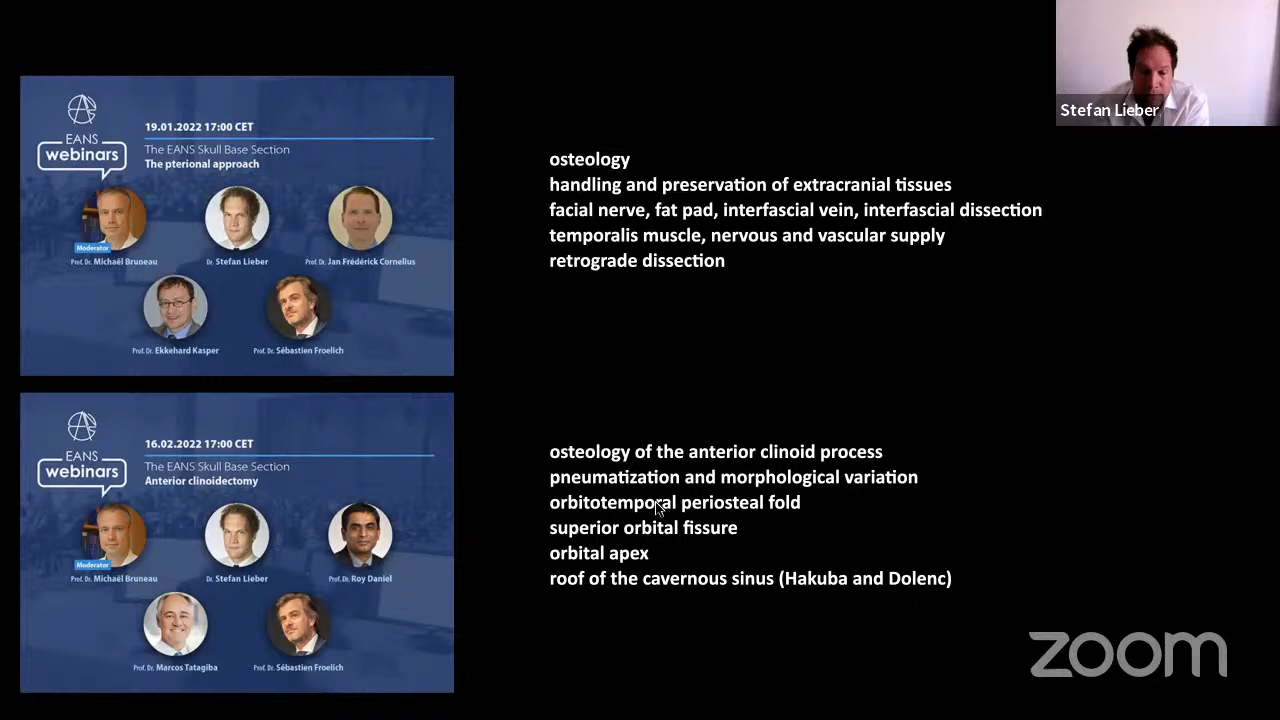 Stefan Lieber
EANS
webinars
19.01.2022 17:00 CET
The EANS Skull Base Section
The pterional approach
Moderator
Prof. Dr. Michaël Bruneau
Dr. Stefan Lieber
Prof. Dr. Jan Frédérick Cornelius
Prof. Dr. Ekkehard Kasper
Prof. Dr. Sébastien Froelich
osteology
handling and preservation of extracranial tissues
facial nerve, fat pad, interfascial vein, interfascial dissection
temporalis muscle, nervous and vascular supply
retrograde dissection
EANS
webinars
16.02.2022 17:00 CET
The EANS Skull Base Section
Anterior clinoidectomy
Moderator
Prof. Dr. Michaël Bruneau
Dr. Stefan Lieber
Prof. Dr. Roy Daniel
Prof. Dr. Marcos Tatagiba
Prof. Dr. Sébastien Froelich
osteology of the anterior clinoid process
pneumatization and morphological variation
orbitotemporal periosteal fold
superior orbital fissure
orbital apex
roof of the cavernous sinus (Hakuba and Dolenc)
zoom